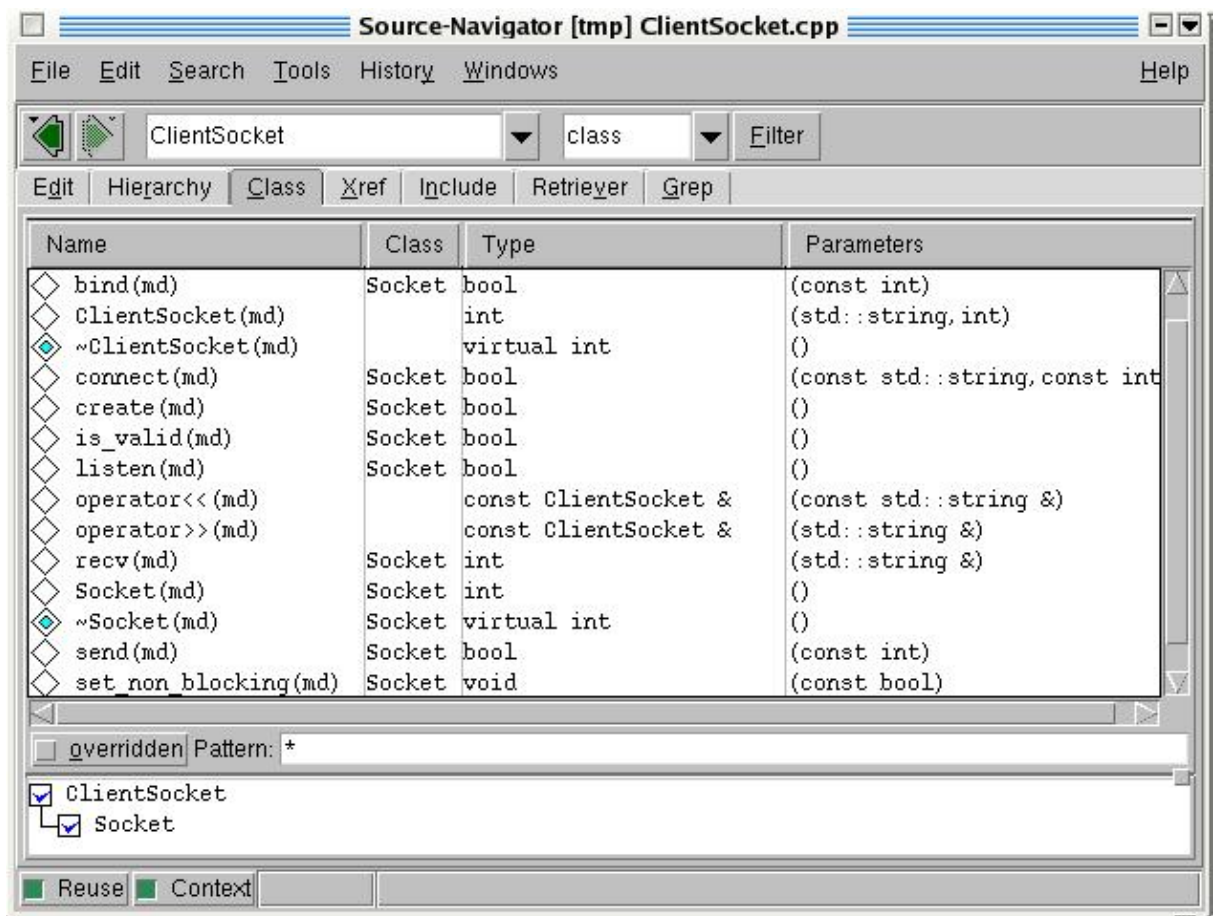 Source-Navigator [tmp] ClientSocket.cpp
File Edit Search Tools History Windows Help
ClientSocket class Filter
Edit Hierarchy Class Xref Include Retriever Grep
Name Class Type Parameters
bind(md) Socket bool (const int)
ClientSocket(md) int (std::string,int)
~ClientSocket(md) virtual int ()
connect(md) Socket bool (const std::string,const int
create(md) Socket bool ()
is_valid(md) Socket bool ()
listen(md) Socket bool ()
operator<<(md) const ClientSocket & (const std::string &)
operator>>(md) const ClientSocket & (std::string &)
recv(md) Socket int (std::string &)
Socket(md) Socket int ()
~Socket(md) Socket virtual int ()
send(md) Socket bool (const int)
set_non_blocking(md) Socket void (const bool)
overridden Pattern: *
ClientSocket
Socket
Reuse Context